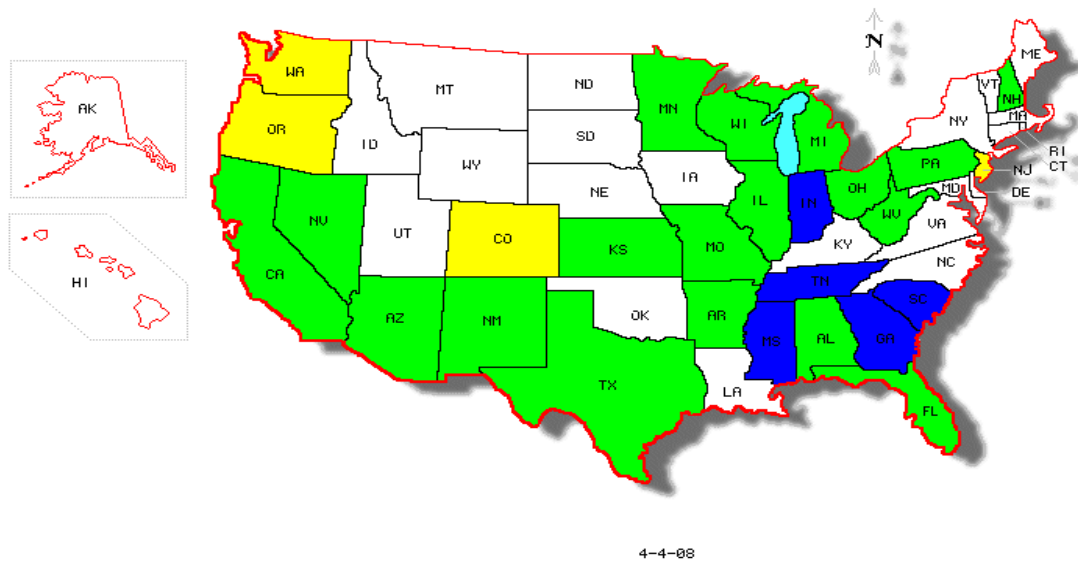 N
ME
WA
VT
NH
AK
MT
ND
MN
MA
OR
ID
SD
WI
NY
MI
RI
CT
WY
PA
NJ
IA
NE
OH
MD
DE
IL
IN
WV
NV
VA
UT
CO
KS
MO
KY
CA
NC
HI
TN
SC
OK
AR
AZ
NM
MS
AL
GA
TX
LA
FL
4-4-08